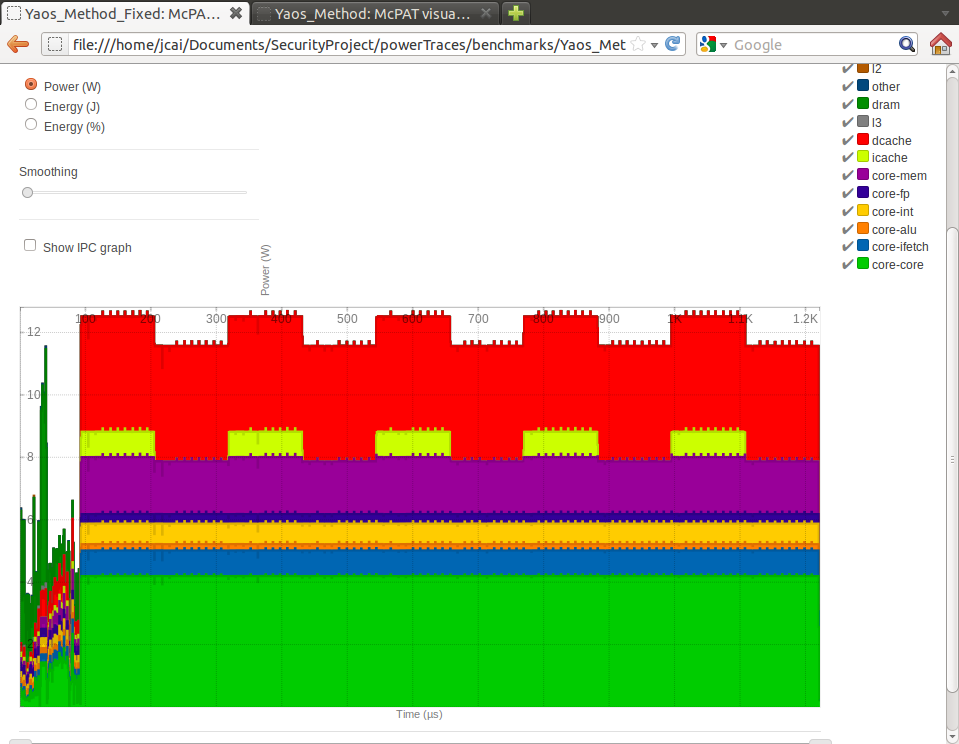 Yaos_Method_Fixed: McPA...
Yaos_Method: McPAT visua...
file:///home/jcai/Documents/SecurityProject/powerTraces/benchmarks/Yaos_Met
Google
Power (W)
Energy (J)
Energy (%)
Smoothing
Show IPC graph
l2
other
dram
l3
dcache
icache
core-mem
core-fp
core-int
core-alu
core-ifetch
core-core
Power (W)
100 200 300 400 500 600 700 800 900 1K 1.1K 1.2K
12
10
8
6
4
2
Time (µs)